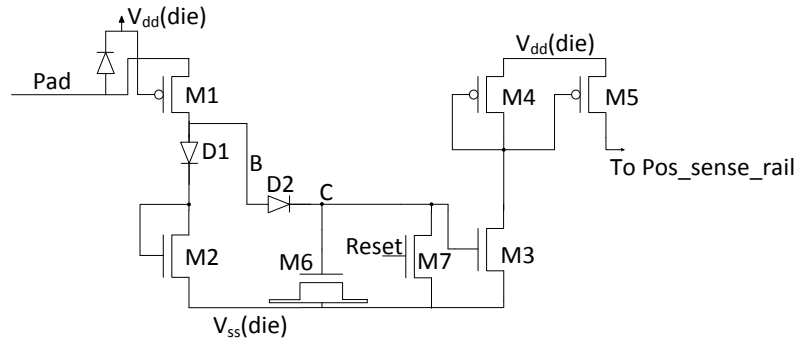 Vdd(die)
Vdd(die)
Pad
M1
M4
M5
D1
B
To Pos_sense_rail
D2
C
Reset
M2
M6
M7
M3
Vss(die)